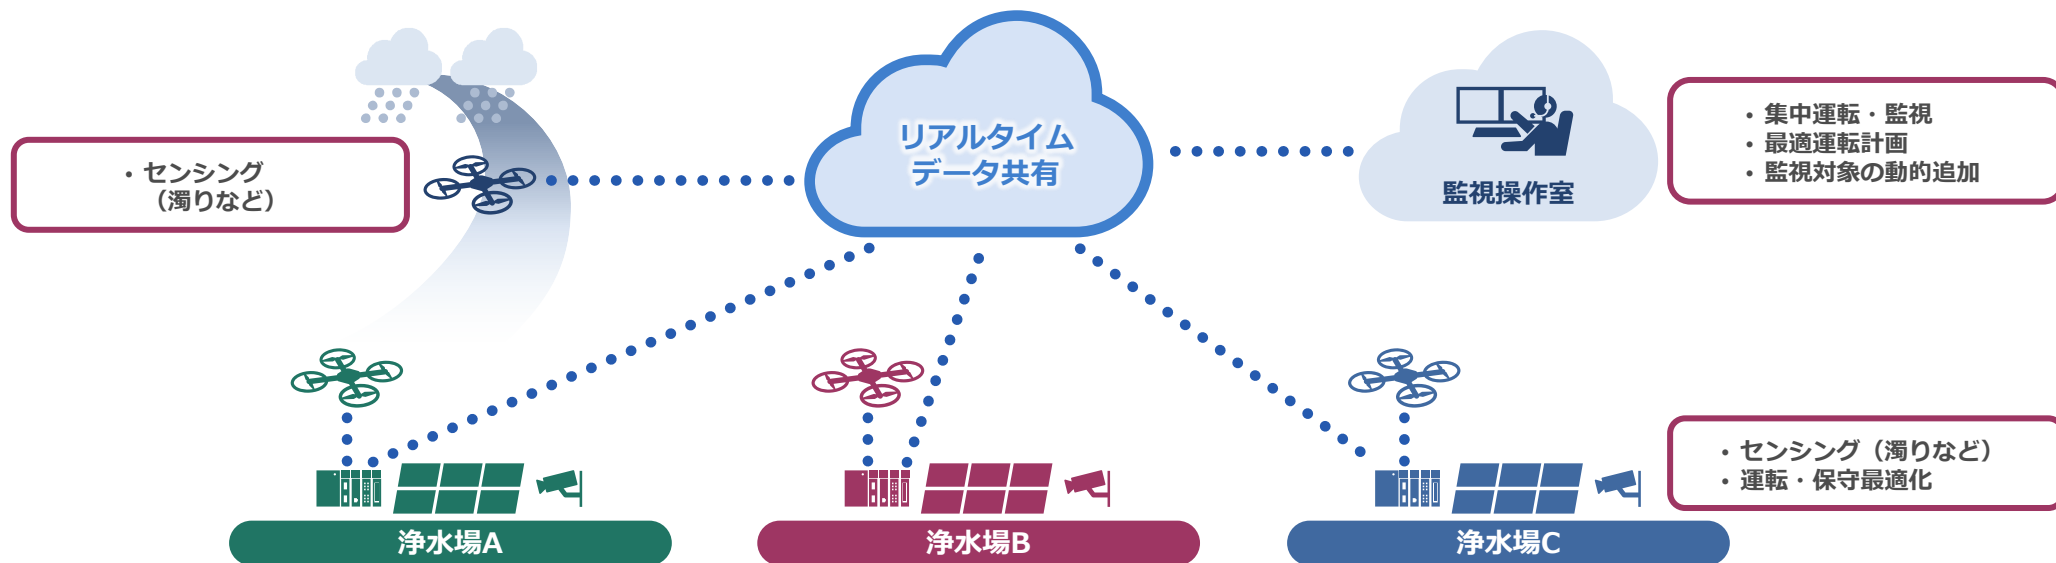 ・センシング
（濁りなど）
リアルタイム
データ共有
監視操作室
・集中運転・監視
・最適運転計画
・監視対象の動的追加
・センシング（濁りなど）
・運転・保守最適化
浄水場A
浄水場B
浄水場C